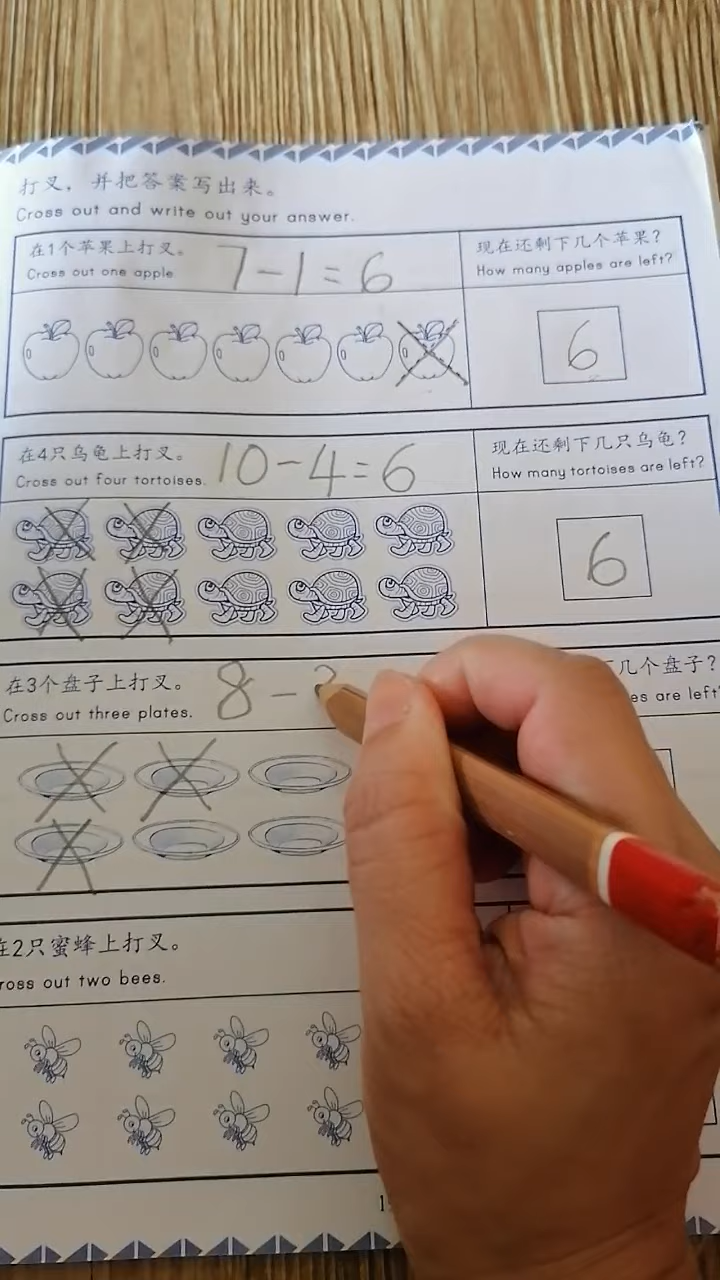 打叉，并把答案写出来。
Cross out and write out your answer.
在1个苹果上打叉。
Cross out one apple
7-1=6
现在还剩下几个苹果？
How many apples are left?
6
在4只乌龟上打叉。
Cross out four tortoises.
10-4=6
现在还剩下几只乌龟？
How many tortoises are left?
6
在3个盘子上打叉。
Cross out three plates.
8-
几个盘子？
are left?
在2只蜜蜂上打叉。
ross out two bees.